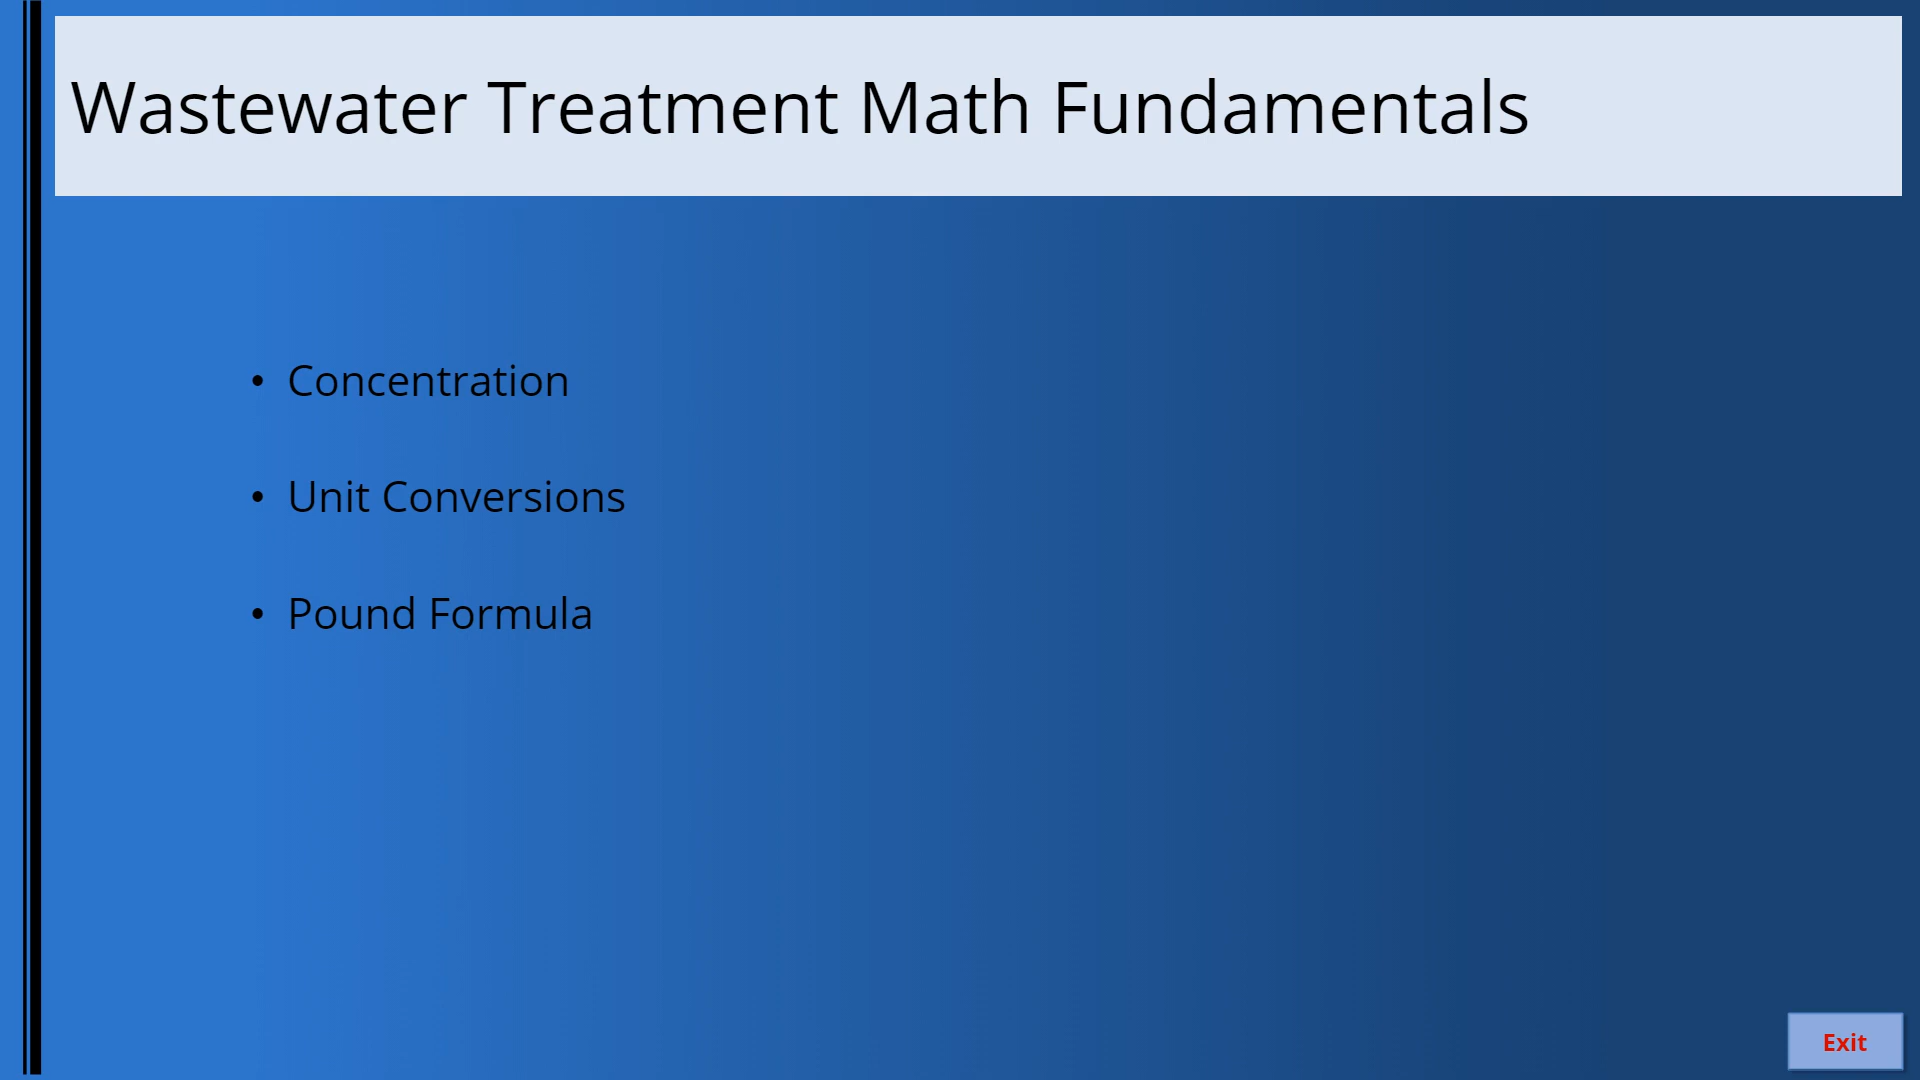 Wastewater Treatment Math Fundamentals
• Concentration
• Unit Conversions
• Pound Formula
Exit